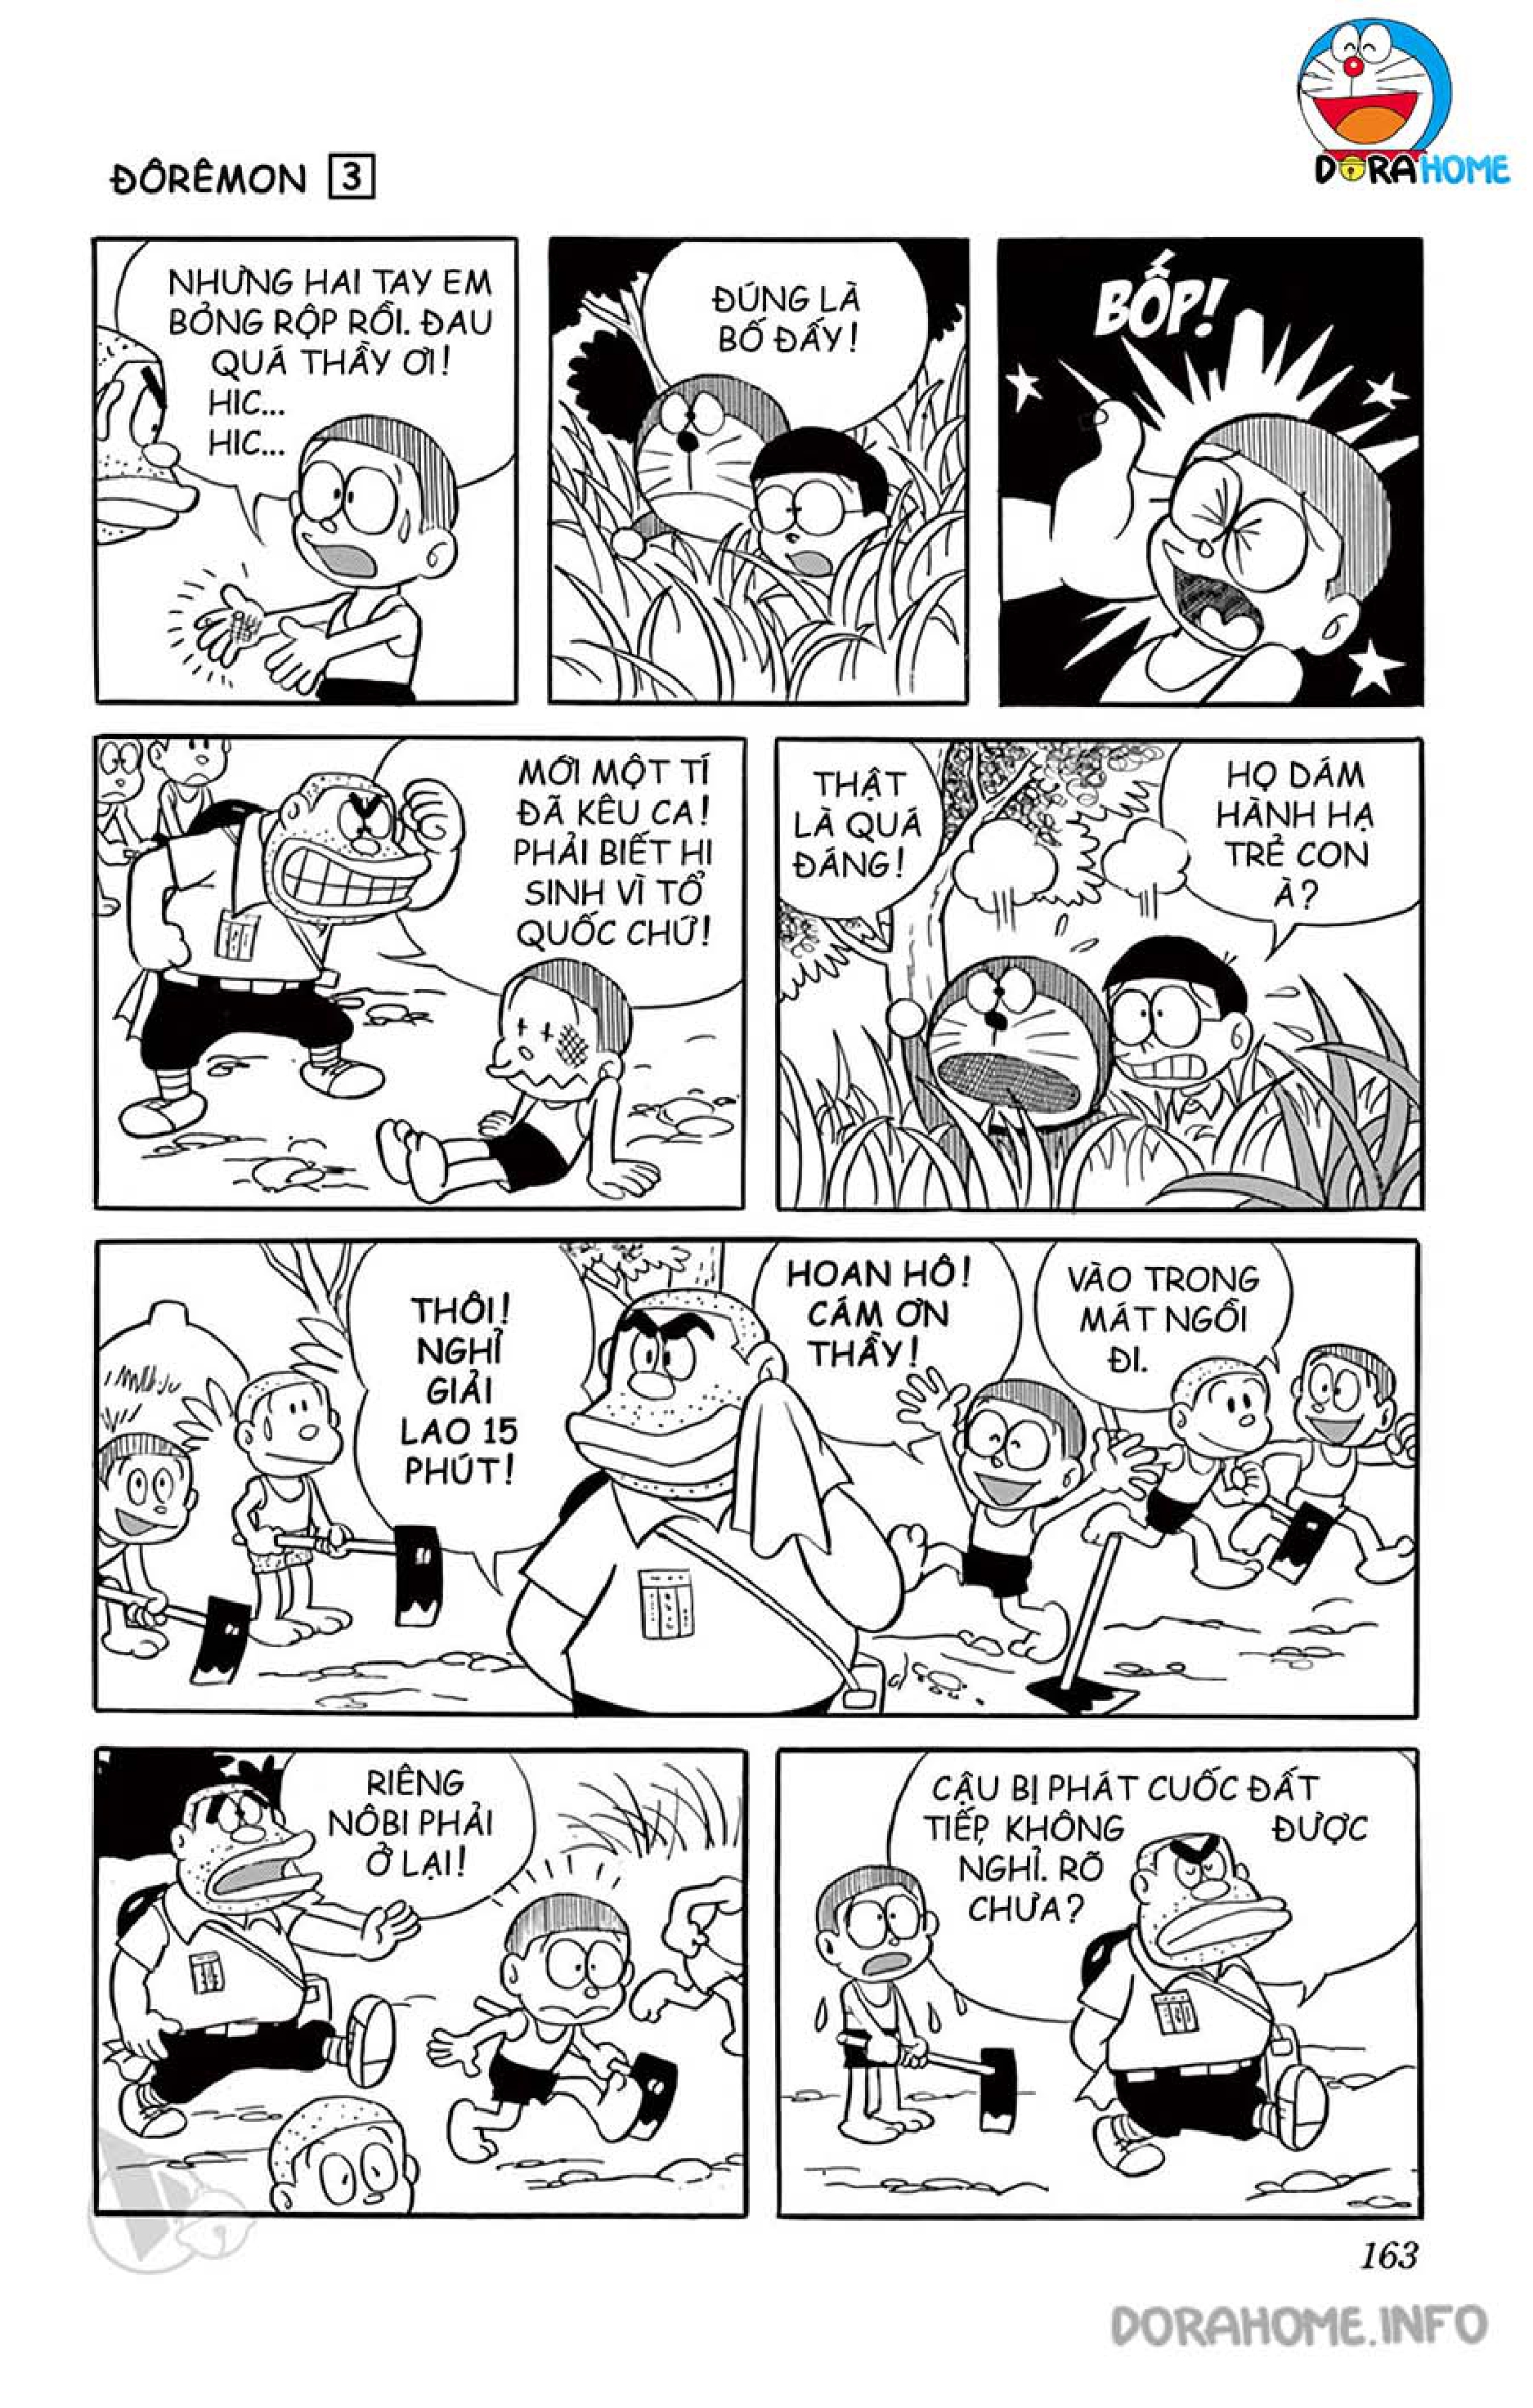 DORAHOME
ĐÔRÊMON 3
NHƯNG HAI TAY EM
BỎNG RỘP RỒI. ĐAU
QUÁ THẦY ƠI!
HIC...
HIC...
ĐÚNG LÀ
BỐ ĐẤY!
BỐP!
MỚI MỘT TÍ
ĐÃ KÊU CA!
PHẢI BIẾT HI
SINH VÌ TỔ
QUỐC CHỨ!
THẬT
LÀ QUÁ
ĐÁNG!
HỌ DÁM
HÀNH HẠ
TRẺ CON
À?
THÔI!
NGHỈ
GIẢI
LAO 15
PHÚT!
HOAN HÔ!
CÁM ƠN
THẦY!
VÀO TRONG
MÁT NGỒI
ĐI.
RIÊNG
NÔBI PHẢI
Ở LẠI!
CẬU BỊ PHÁT CUỐC ĐẤT
TIẾP, KHÔNG ĐƯỢC
NGHỈ. RÕ
CHƯA?
163
DORAHOME.INFO